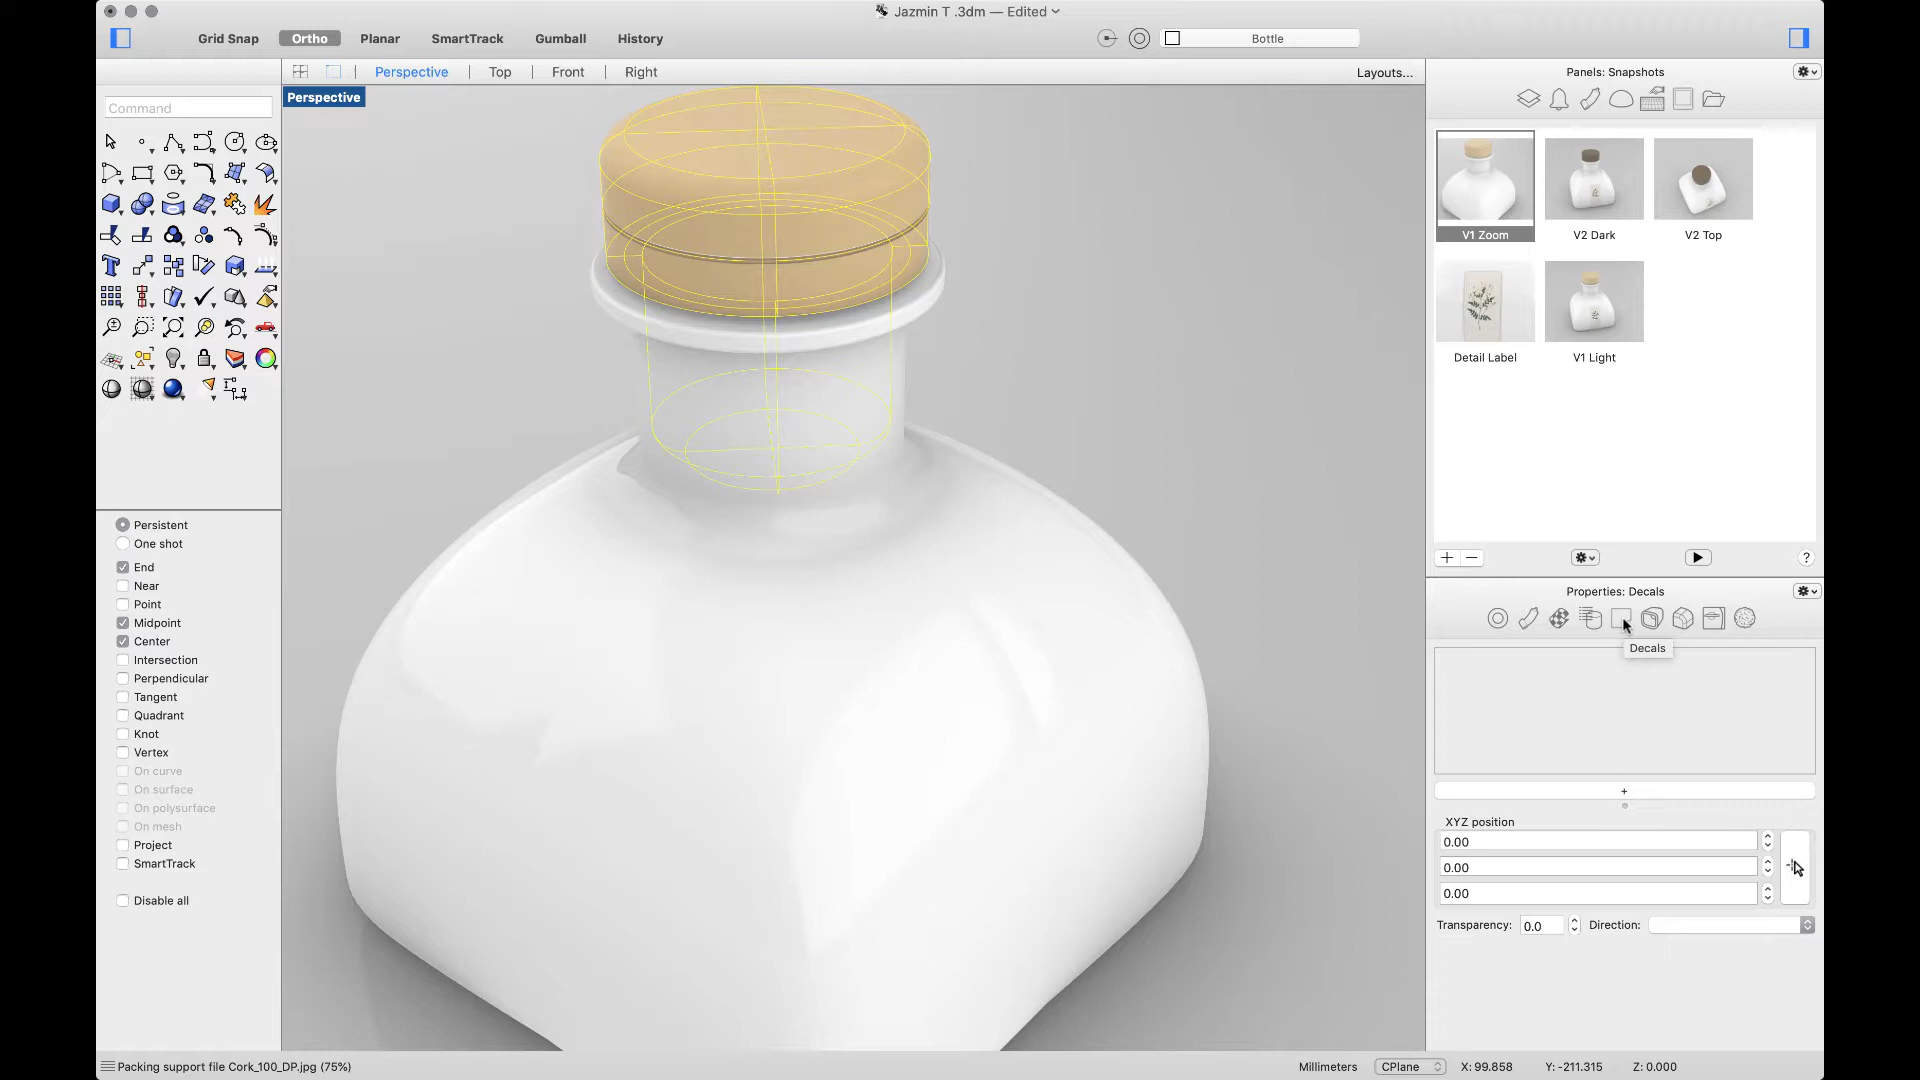 Jazmin T .3dm — Edited
Grid Snap
Ortho
Planar
SmartTrack
Gumball
History
Bottle
Perspective
Top
Front
Right
Layouts...
Panels: Snapshots
Command
Perspective
V1 Zoom
V2 Dark
V2 Top
Detail Label
V1 Light
Persistent
One shot
End
Near
Point
Midpoint
Center
Intersection
Perpendicular
Tangent
Quadrant
Knot
Vertex
On curve
On surface
On polysurface
On mesh
Project
SmartTrack
Disable all
Properties: Decals
Decals
XYZ position
0.00
0.00
0.00
Transparency: 0.0 Direction:
Packing support file Cork_100_DP.jpg (75%)
Millimeters
CPlane
X: 99.858
Y: -211.315
Z: 0.000